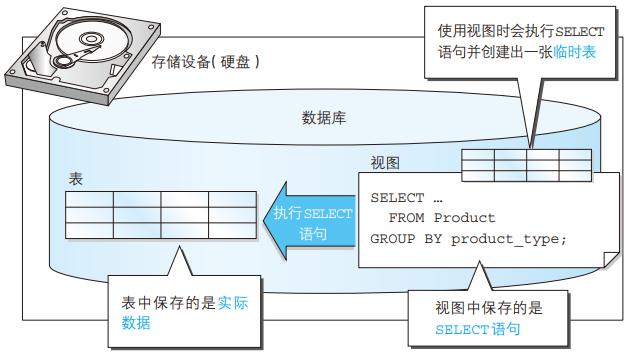 使用视图时会执行SELECT
语句并创建出一张临时表
存储设备(硬盘)
数据库
表
视图
执行SELECT
语句
SELECT …
FROM Product
GROUP BY product_type;
表中保存的是实际
数据
视图中保存的是
SELECT语句